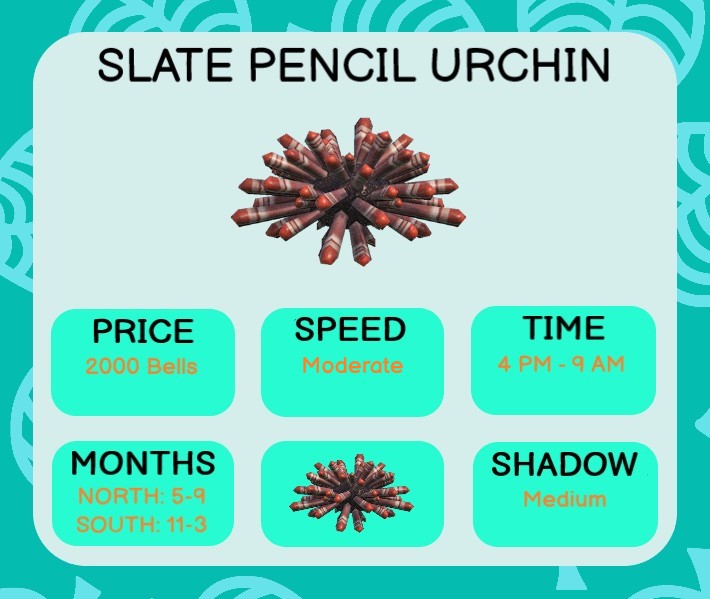 SLATE PENCIL URCHIN
PRICE
2000 Bells
SPEED
Moderate
TIME
4 PM - 9 AM
MONTHS
NORTH: 5-9
SOUTH: 11-3
SHADOW
Medium